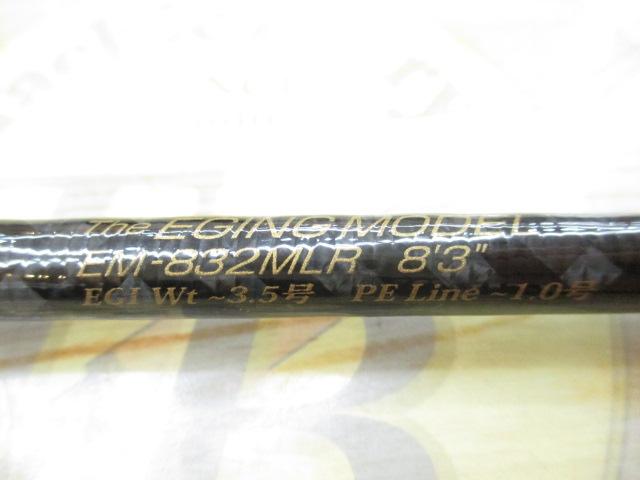 The EGING MODEL
EM-832MLR 8'3"
EGI Wt ~3.5号 PE Line ~1.0号